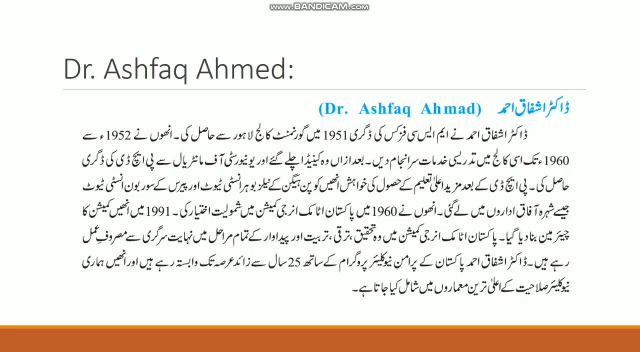 www.BANDICAM.com
Dr. Ashfaq Ahmed:
ڈاکٹر اشفاق احمد (Dr. Ashfaq Ahmad)
ڈاکٹر اشفاق احمد نے ایم ایس سی فزکس کی ڈگری 1951 میں گورنمنٹ کالج لاہور سے حاصل کی۔ انھوں نے 1952ء سے
1960ء تک اسی کالج میں تدریسی خدمات سرانجام دیں۔ بعد ازاں وہ کینیڈا چلے گئے اور یونیورسٹی آف مانٹریال سے پی ایچ ڈی کی ڈگری
حاصل کی۔ پی ایچ ڈی کے بعد مزید اعلیٰ تعلیم کے حصول کی خواہش انھیں کوپن ہیگن کے نیلز بوہر انسٹی ٹیوٹ اور پیرس کے سوربون انسٹی ٹیوٹ
جیسے شہرہ آفاق اداروں میں لے گئی۔ انھوں نے 1960 میں پاکستان اٹامک انرجی کمیشن میں شمولیت اختیار کی۔ 1991 میں انھیں کمیشن کا
چیئرمین بنا دیا گیا۔ پاکستان اٹامک انرجی کمیشن میں وہ تحقیق، ترقی، تربیت اور پیداوار کے تمام مراحل میں نہایت سرگرمی سے مصروف عمل
رہے ہیں۔ ڈاکٹر اشفاق احمد پاکستان کے پرامن نیوکلیئر پروگرام کے ساتھ 25 سال سے زائد عرصہ تک وابستہ رہے ہیں اور انھیں ہماری
نیوکلیئر صلاحیت کے اعلیٰ ترین معماروں میں شامل کیا جاتا ہے۔